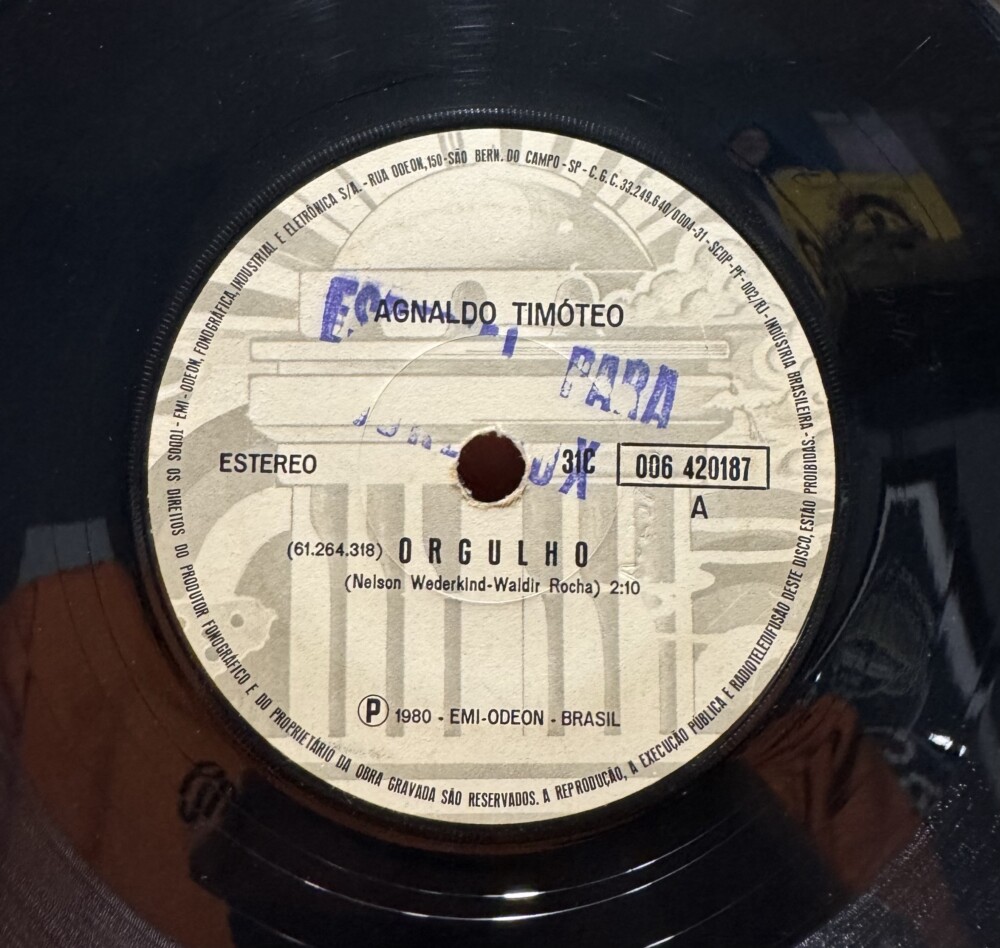 TODOS OS DIREITOS DO PRODUTOR FONOGRÁFICO E DO PROPRIETÁRIO DA OBRA GRAVADA SÃO RESERVADOS. A REPRODUÇÃO, A EXECUÇÃO PÚBLICA E RADIOTELEDIFUSÃO DESTE DISCO, ESTÃO PROIBIDAS.
EMI-ODEON, FONOGRÁFICA, INDUSTRIAL E ELETRÔNICA S/A. - RUA ODEON, 150-SÃO BERN. DO CAMPO - SP - C.G.C. 33.249.640/0004-31 - SCDP-PF-002/RJ - INDÚSTRIA BRASILEIRA -
AGNALDO TIMÓTEO
PARA
ESTEREO
31C 006 420187
A
(61.264.318) ORGULHO
(Nelson Wederkind-Waldir Rocha) 2:10
Ⓟ 1980 - EMI-ODEON - BRASIL